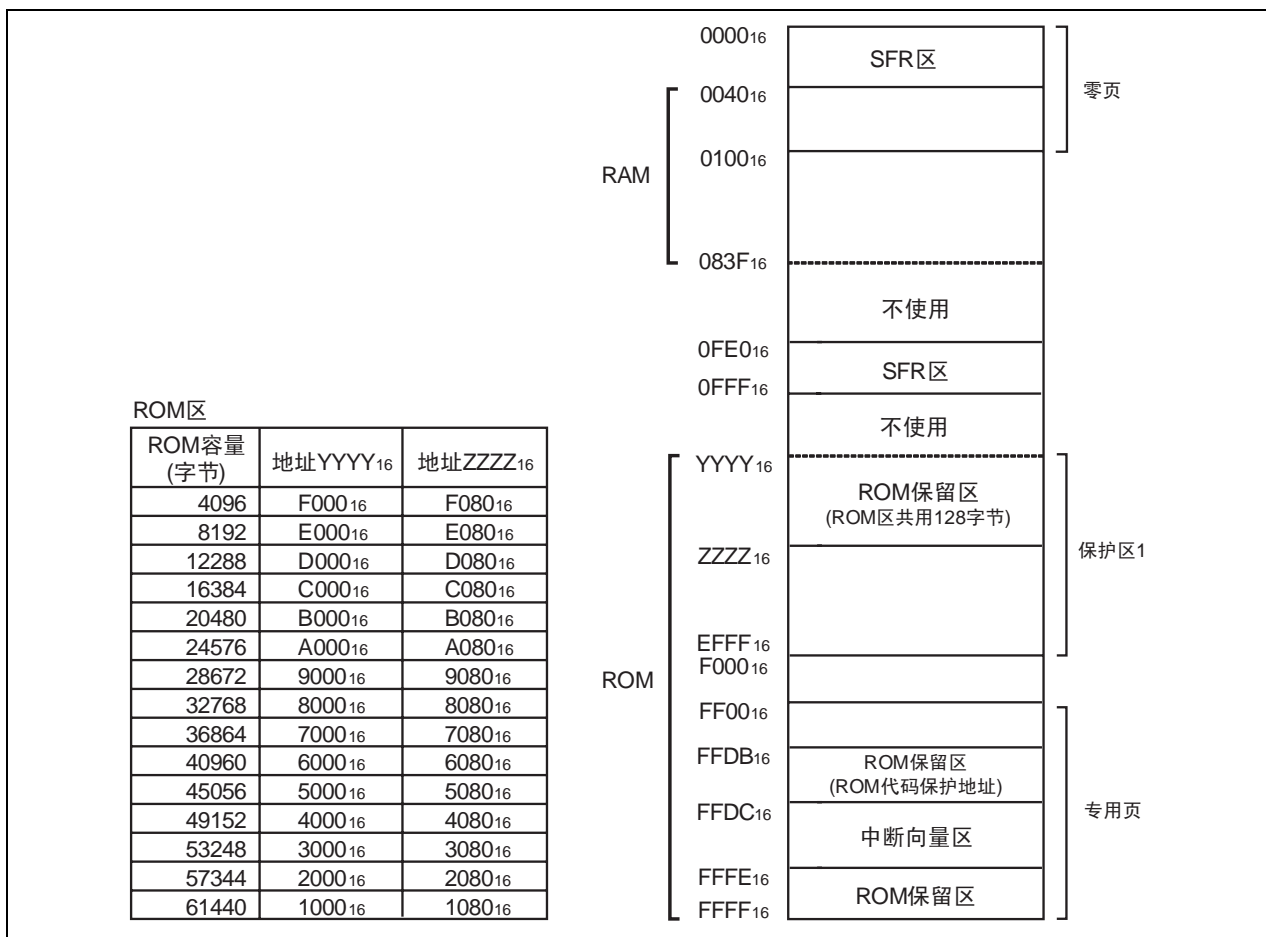 ROM区
ROM容量
(字节) 地址YYYY16 地址ZZZZ16
4096 F00016 F08016
8192 E00016 E08016
12288 D00016 D08016
16384 C00016 C08016
20480 B00016 B08016
24576 A00016 A08016
28672 900016 908016
32768 800016 808016
36864 700016 708016
40960 600016 608016
45056 500016 508016
49152 400016 408016
53248 300016 308016
57344 200016 208016
61440 100016 108016
RAM
ROM
000016
SFR区
零页
004016
010016
083F16
不使用
0FE016
SFR区
0FFF16
不使用
YYYY16
ROM保留区
(ROM区共用128字节)
保护区1
ZZZZ16
EFFF16
F00016
FF0016
FFDB16
ROM保留区
(ROM代码保护地址)
专用页
FFDC16
中断向量区
FFFE16
ROM保留区
FFFF16